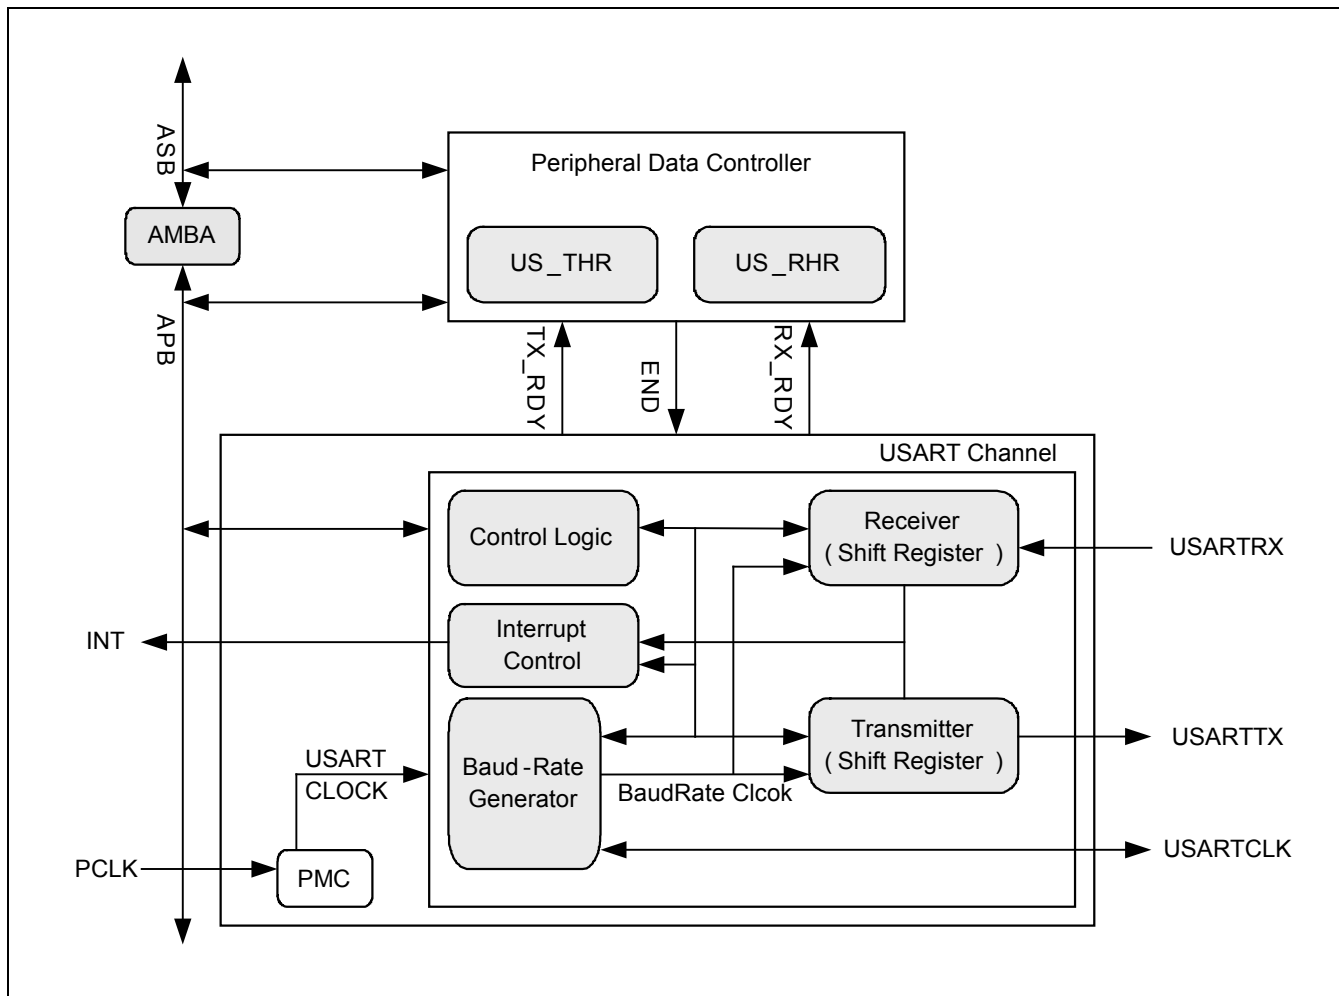 ASB
Peripheral Data Controller
AMBA
US_THR
US_RHR
APB
TX_RDY
END
RX_RDY
USART Channel
Control Logic
Receiver
( Shift Register )
USARTRX
INT
Interrupt
Control
USART
CLOCK
Baud-Rate
Generator
BaudRate Clcok
Transmitter
( Shift Register )
USARTTX
PCLK
PMC
USARTCLK